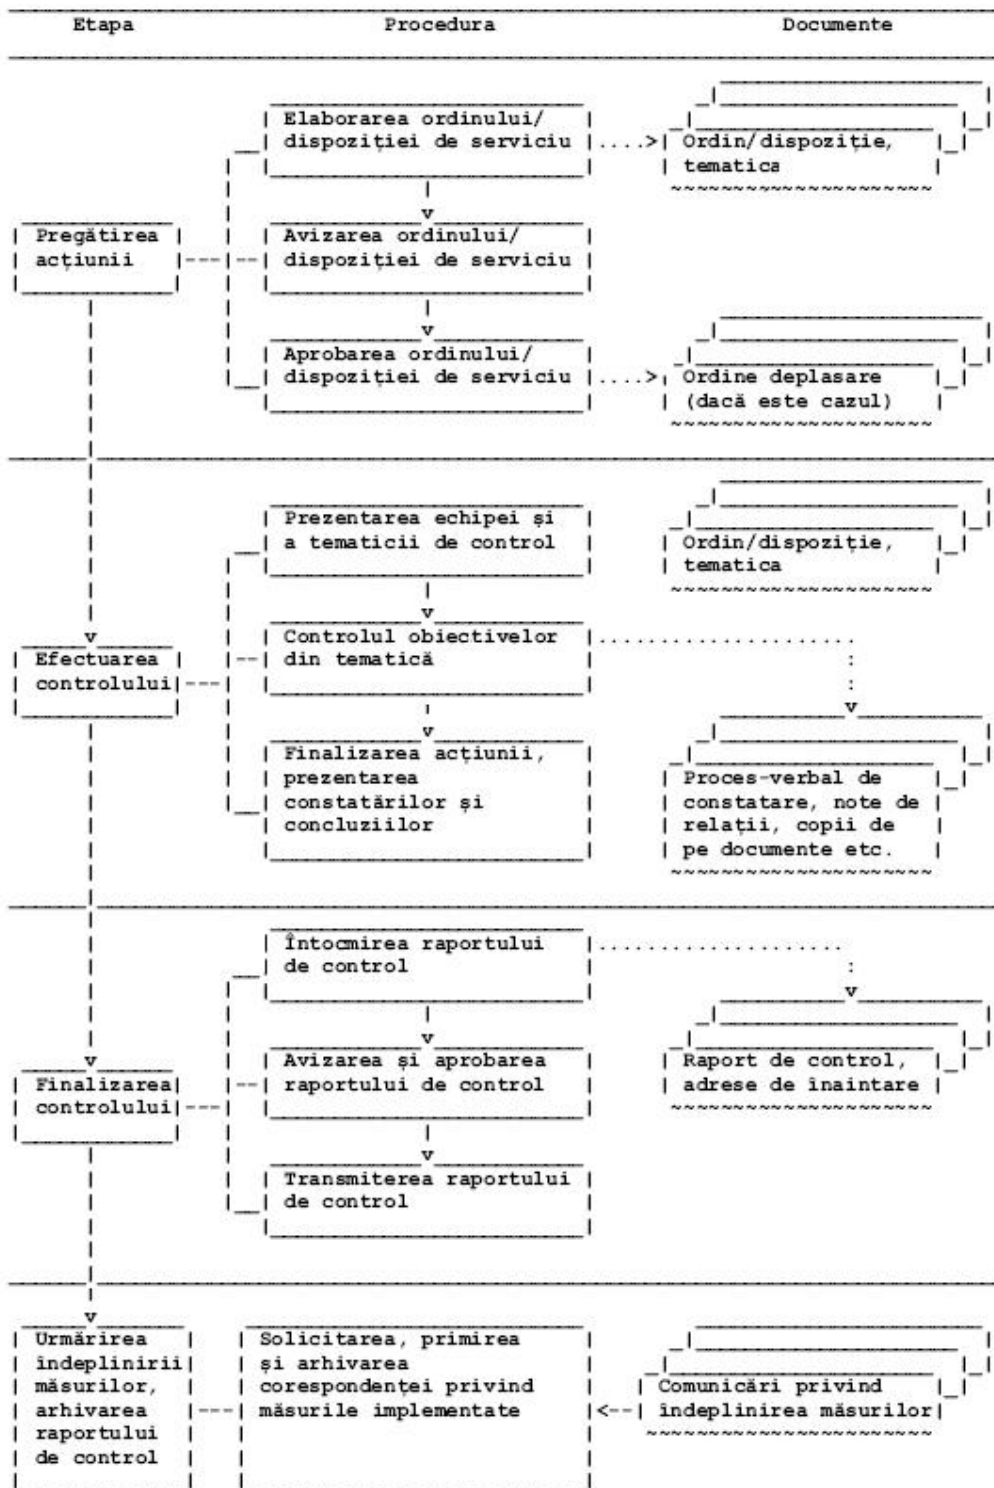 Etapa Procedura Documente
Elaborarea ordinului/
dispoziției de serviciu ....> Ordin/dispoziție,
tematica
Pregătirea Avizarea ordinului/
acțiunii dispoziției de serviciu
Aprobarea ordinului/
dispoziției de serviciu ....> Ordine deplasare
(dacă este cazul)
Prezentarea echipei și
a tematicii de control Ordin/dispoziție,
tematica
Controlul obiectivelor
Efectuarea din tematică
controlului
Finalizarea acțiunii,
prezentarea Proces-verbal de
constatărilor și constatare, note de
concluziilor relații, copii de
pe documente etc.
Întocmirea raportului
de control
Avizarea și aprobarea Raport de control,
Finalizarea raportului de control adrese de înaintare
controlului
Transmiterea raportului
de control
Urmărirea Solicitarea, primirea
îndeplinirii și arhivarea
măsurilor, corespondenței privind Comunicări privind
arhivarea măsurile implementate <-- îndeplinirea măsurilor
raportului
de control